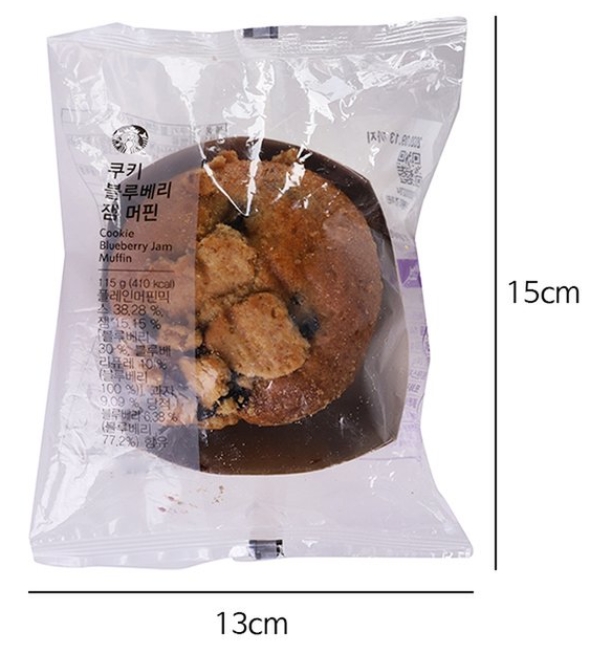 쿠키
블루베리
잼 머핀
Cookie
Blueberry Jam
Muffin
115 g (410 kcal)
플레인머핀믹
스 38.28 %,
잼 15.15 %
(블루베리
30 %, 블루베
리퓨레 10 %
(블루베리
100 %)), 과자
9.09 %, 당절
블루베리 6.38 %
(블루베리
77.2%) 함유
15cm
13cm